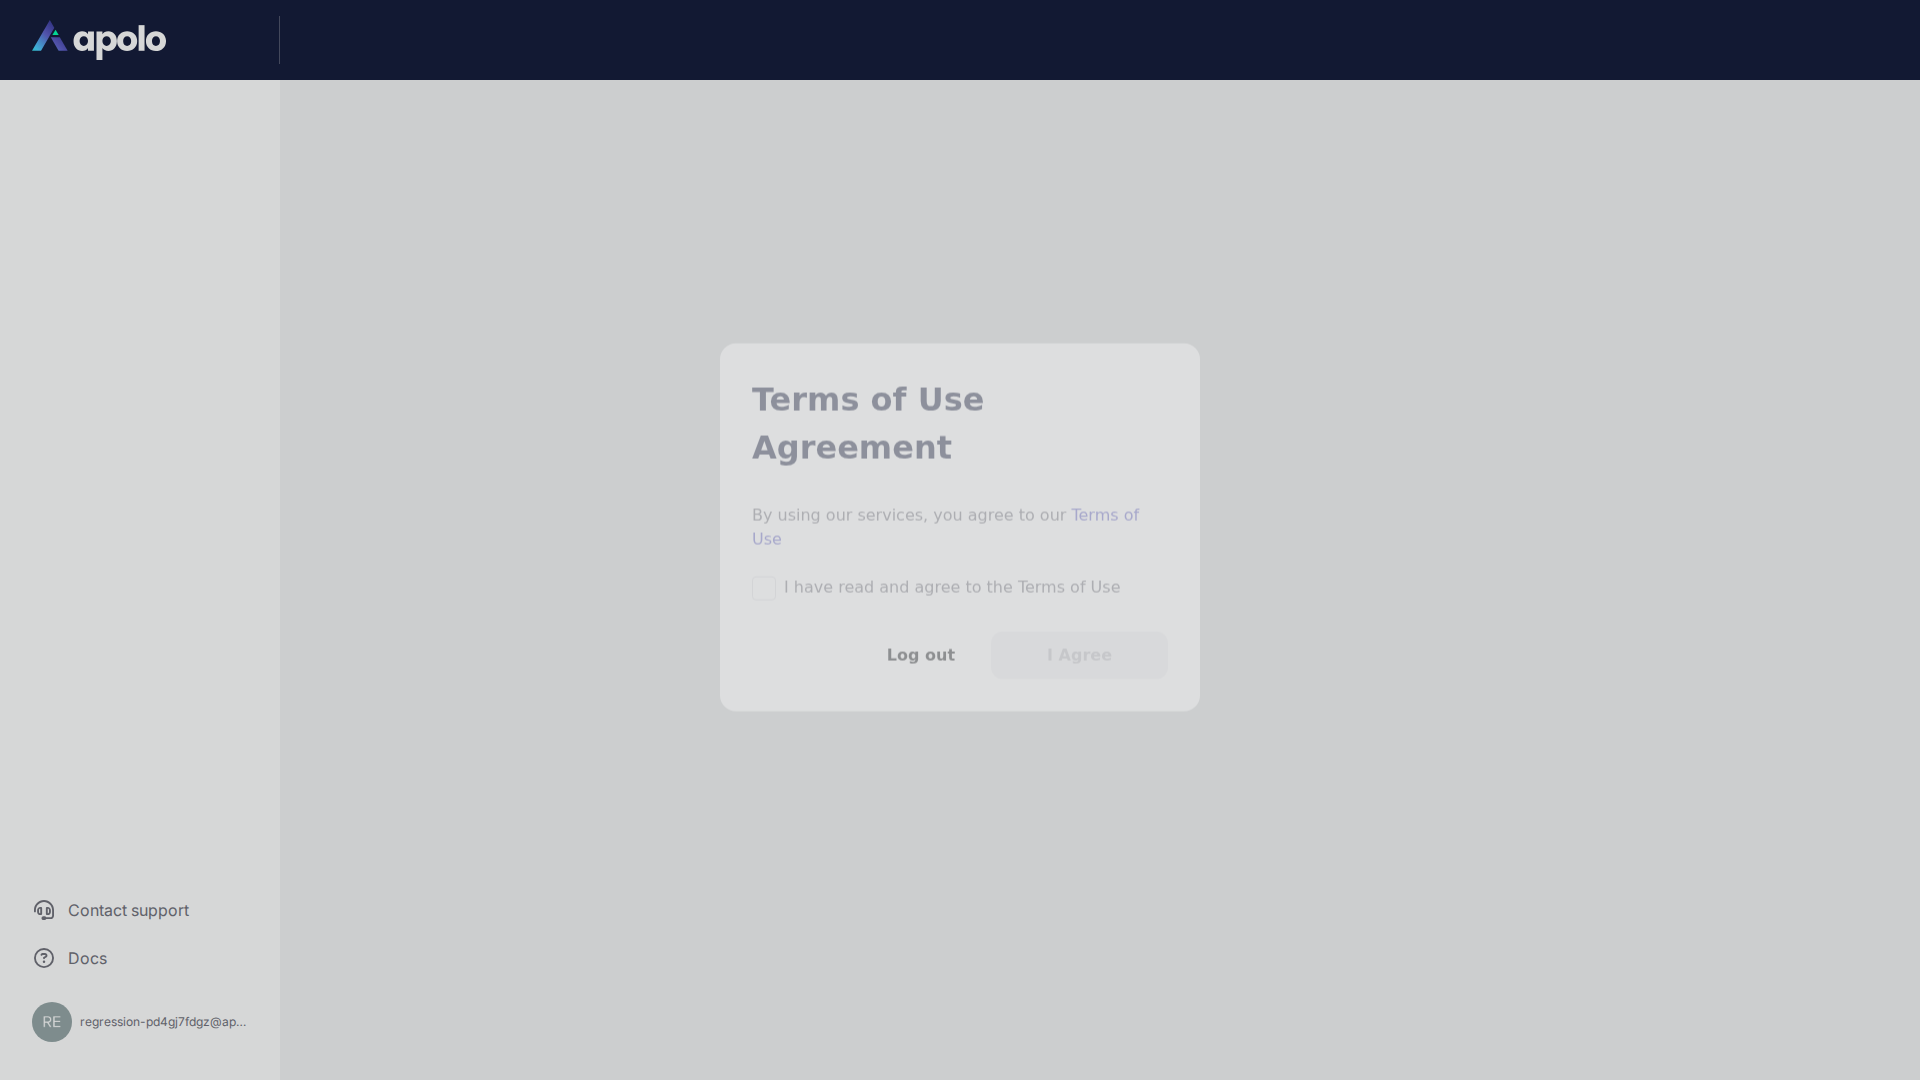 apolo
Terms of Use
Agreement
By using our services, you agree to our Terms of
Use
I have read and agree to the Terms of Use
Log out
I Agree
Contact support
Docs
RE
regression-pd4gj7fdgz@ap...